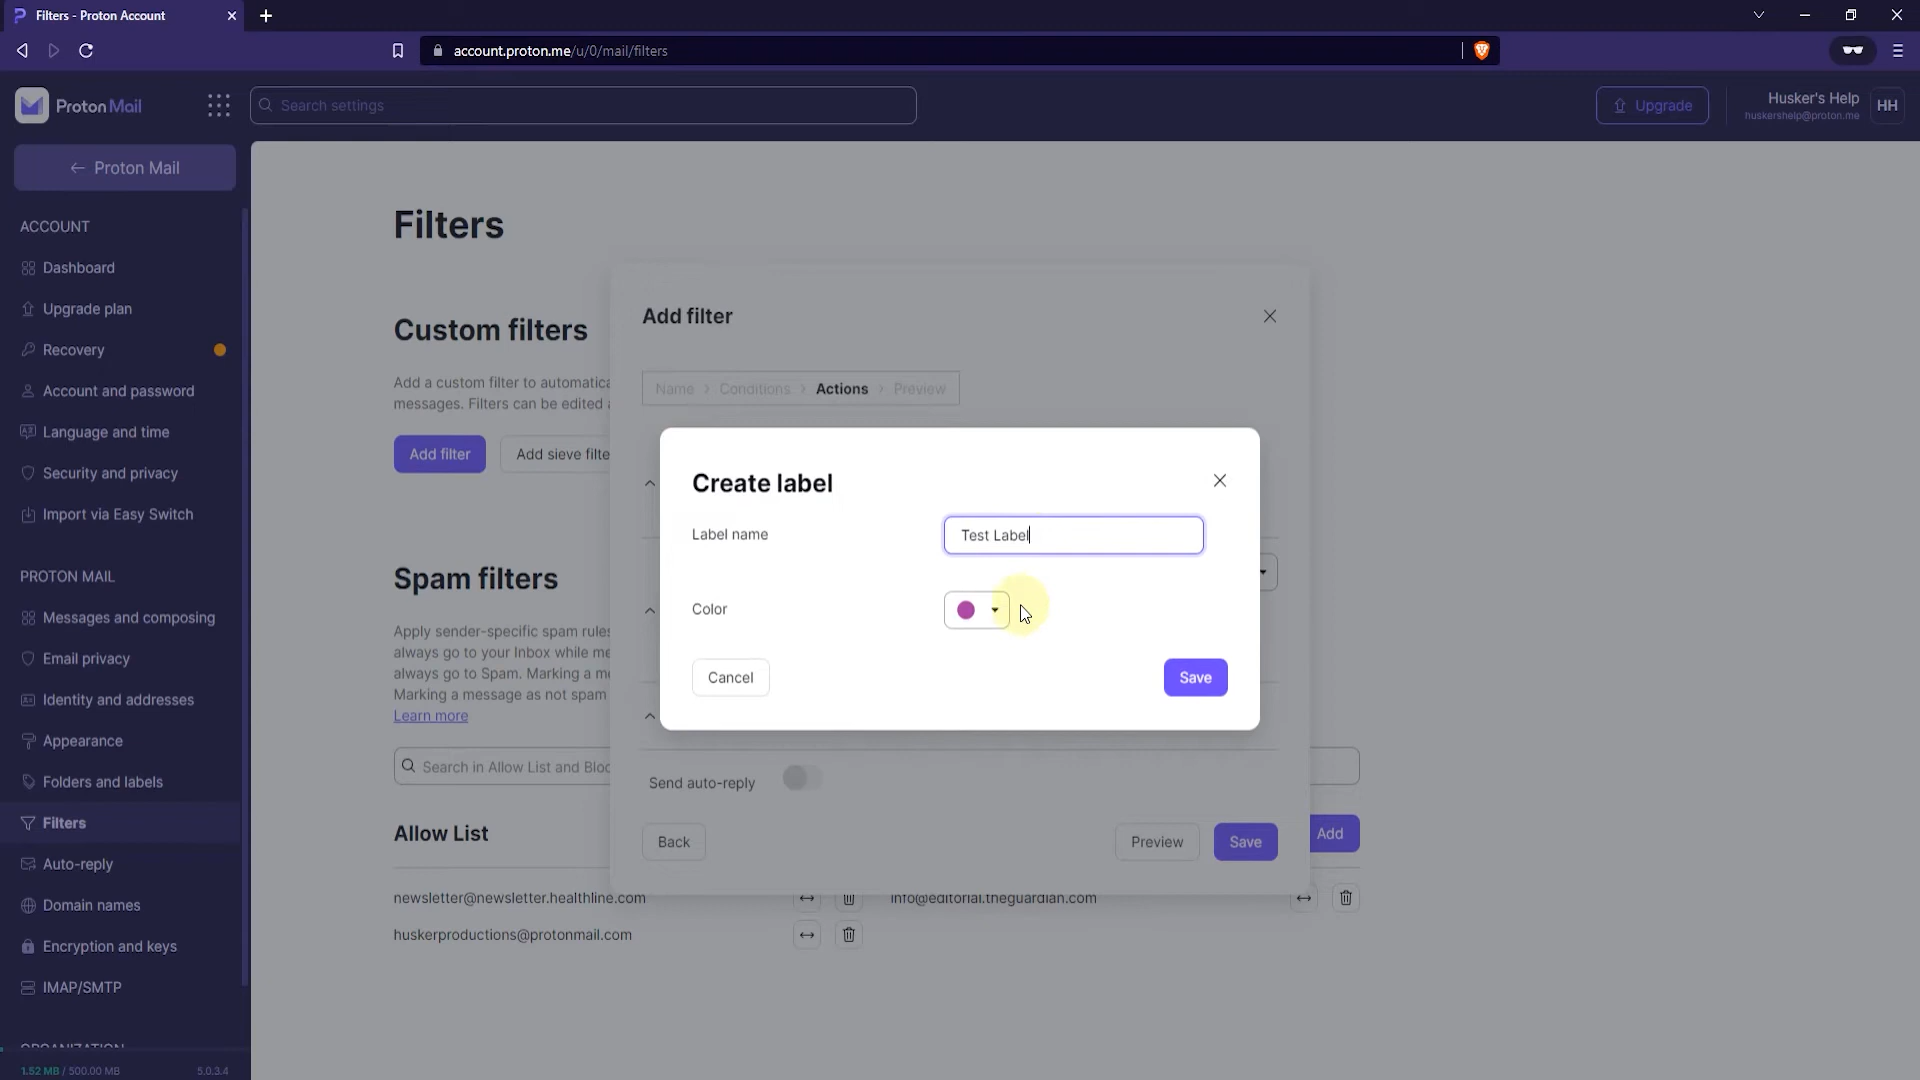 Filters - Proton Account
account.proton.me/u/0/mail/filters
Proton Mail
Search settings
Upgrade
Husker's Help
huskershelp@proton.me
HH
← Proton Mail
ACCOUNT
Dashboard
Upgrade plan
Recovery
Account and password
Language and time
Security and privacy
Import via Easy Switch
PROTON MAIL
Messages and composing
Email privacy
Identity and addresses
Appearance
Folders and labels
Filters
Auto-reply
Domain names
Encryption and keys
IMAP/SMTP
ORGANIZATION
1.52 MB / 500.00 MB
5.0.3.4
Filters
Custom filters
Add a custom filter to
messages. Filters can be edited
Add filter
Add sieve
Spam filters
Apply sender-specific spam rules
always go to your Inbox while
always go to Spam. Marking a
Marking a message as not spam
Learn more
Search in Allow List and
Allow List
Add
newsletter@newsletter.healthline.com
info@editorial.theguardian.com
huskerproductions@protonmail.com
Add filter
Name > Conditions > Actions > Preview
Send auto-reply
Back
Preview
Save
Create label
Label name
Test Label
Color
Cancel
Save